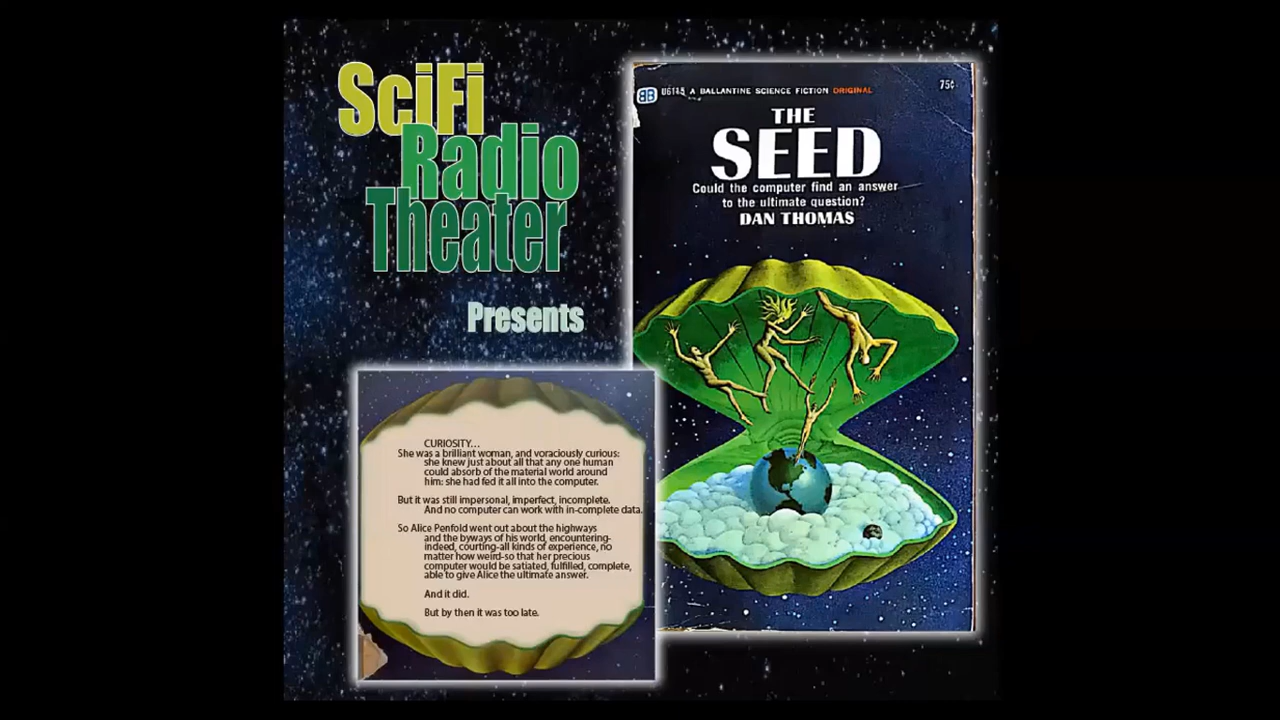 SciFi
Radio
Theater
Presents
BB U6145 A BALLANTINE SCIENCE FICTION ORIGINAL 75¢
THE
SEED
Could the computer find an answer
to the ultimate question?
DAN THOMAS
CURIOSITY...
She was a brilliant woman, and voraciously curious:
she knew just about all that any one human
could absorb of the material world around
him: she had fed it all into the computer.
But it was still impersonal, imperfect, incomplete.
And no computer can work with in-complete data.
So Alice Penfold went out about the highways
and the byways of his world, encountering-
indeed, courting-all kinds of experience, no
matter how weird-so that her precious
computer would be satiated, fulfilled, complete,
able to give Alice the ultimate answer.
And it did.
But by then it was too late.